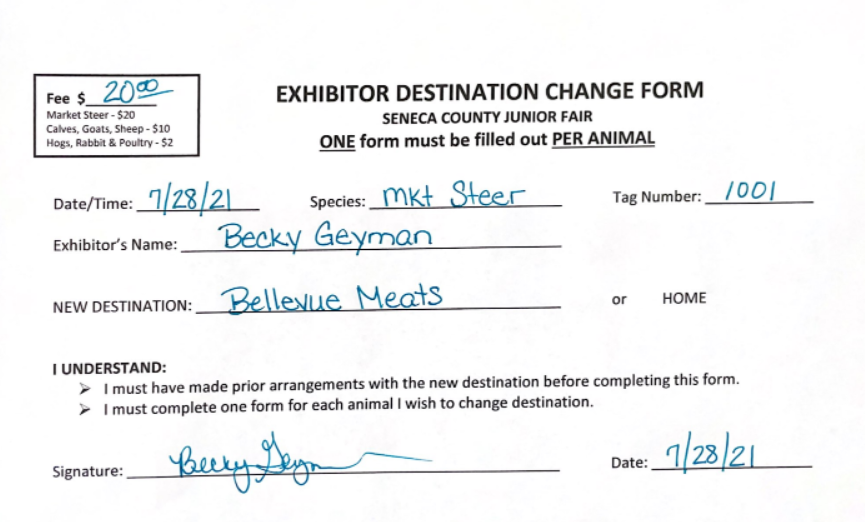 Fee $ 20 00
Market Steer - $20
Calves, Goats, Sheep - $10
Hogs, Rabbit & Poultry - $2
EXHIBITOR DESTINATION CHANGE FORM
SENECA COUNTY JUNIOR FAIR
ONE form must be filled out PER ANIMAL
Date/Time: 7/28/21 Species: Mkt Steer Tag Number: 1001
Exhibitor's Name: Becky Geyman
NEW DESTINATION: Bellevue Meats or HOME
I UNDERSTAND:
➢ I must have made prior arrangements with the new destination before completing this form.
➢ I must complete one form for each animal I wish to change destination.
Signature: Becky Geym Date: 7/28/21